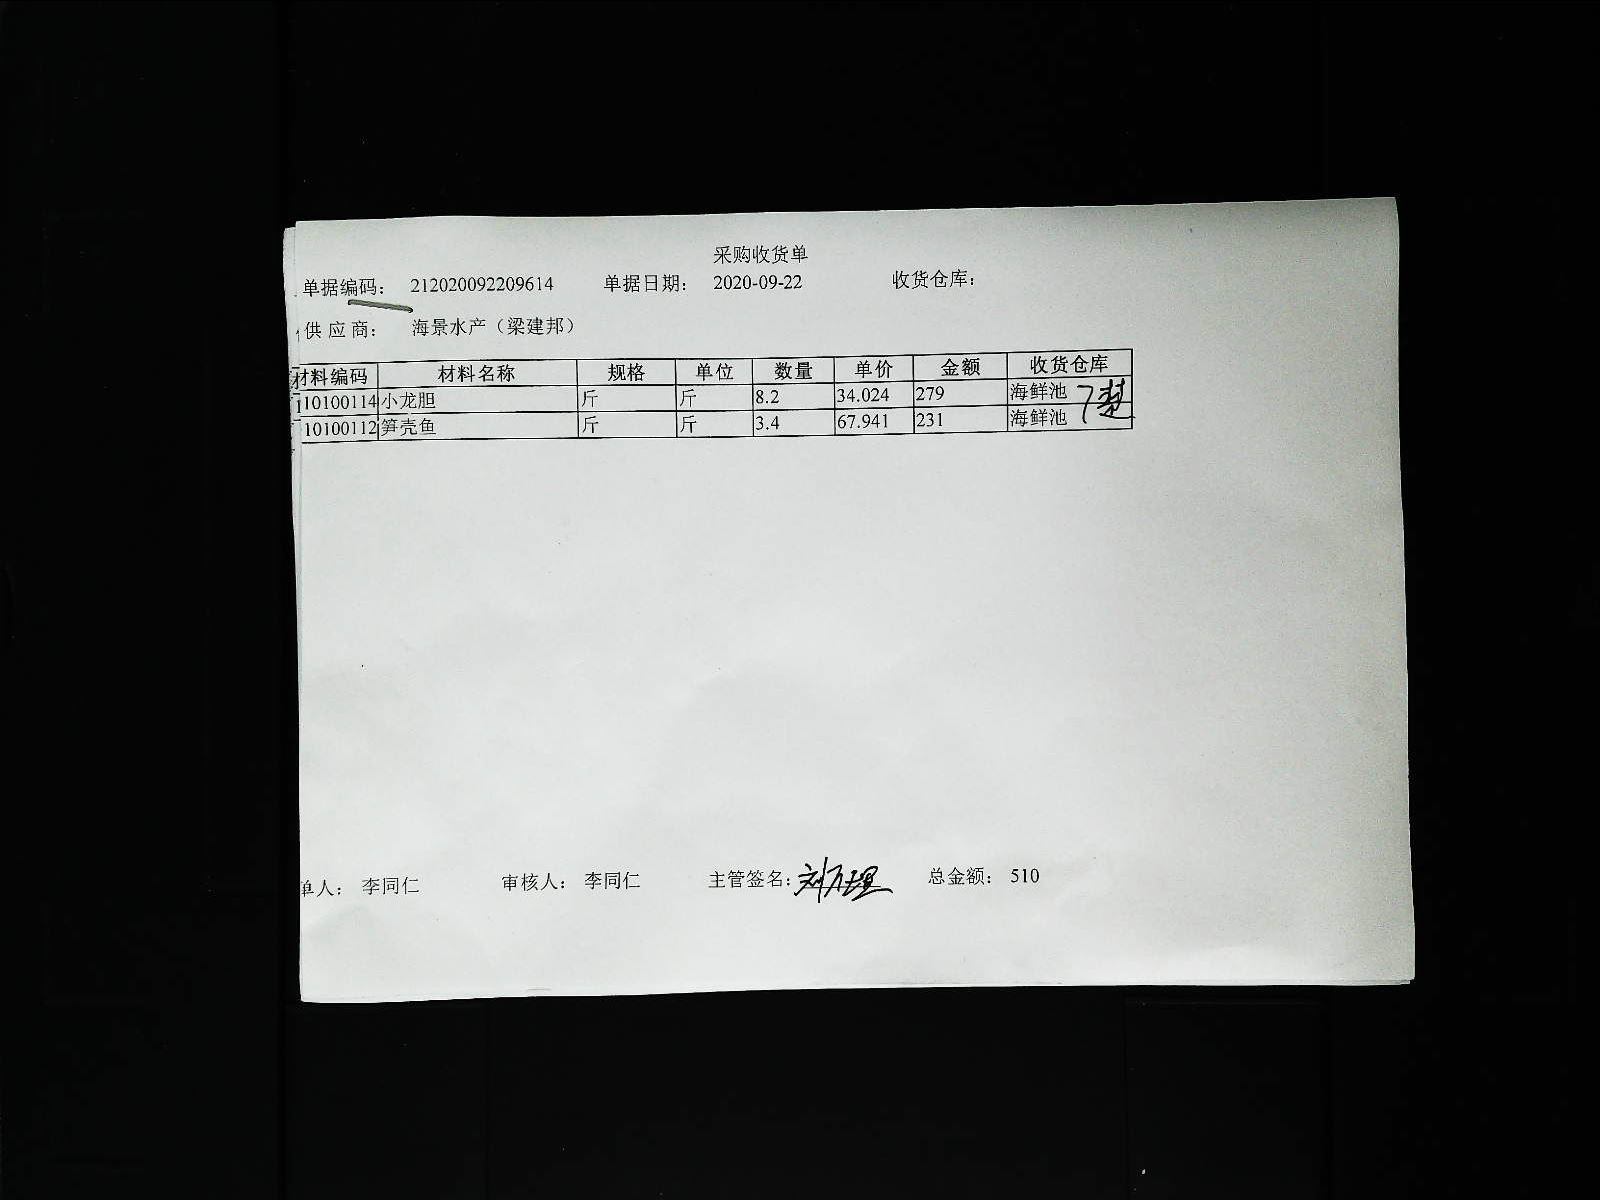 采购收货单
单据编码： 212020092209614 单据日期： 2020-09-22 收货仓库：
供应商： 海景水产（梁建邦）
材料编码 材料名称 规格 单位 数量 单价 金额 收货仓库
10100114 小龙胆 斤 斤 8.2 34.024 279 海鲜池
10100112 笋壳鱼 斤 斤 3.4 67.941 231 海鲜池
单人： 李同仁 审核人： 李同仁 主管签名： 总金额： 510